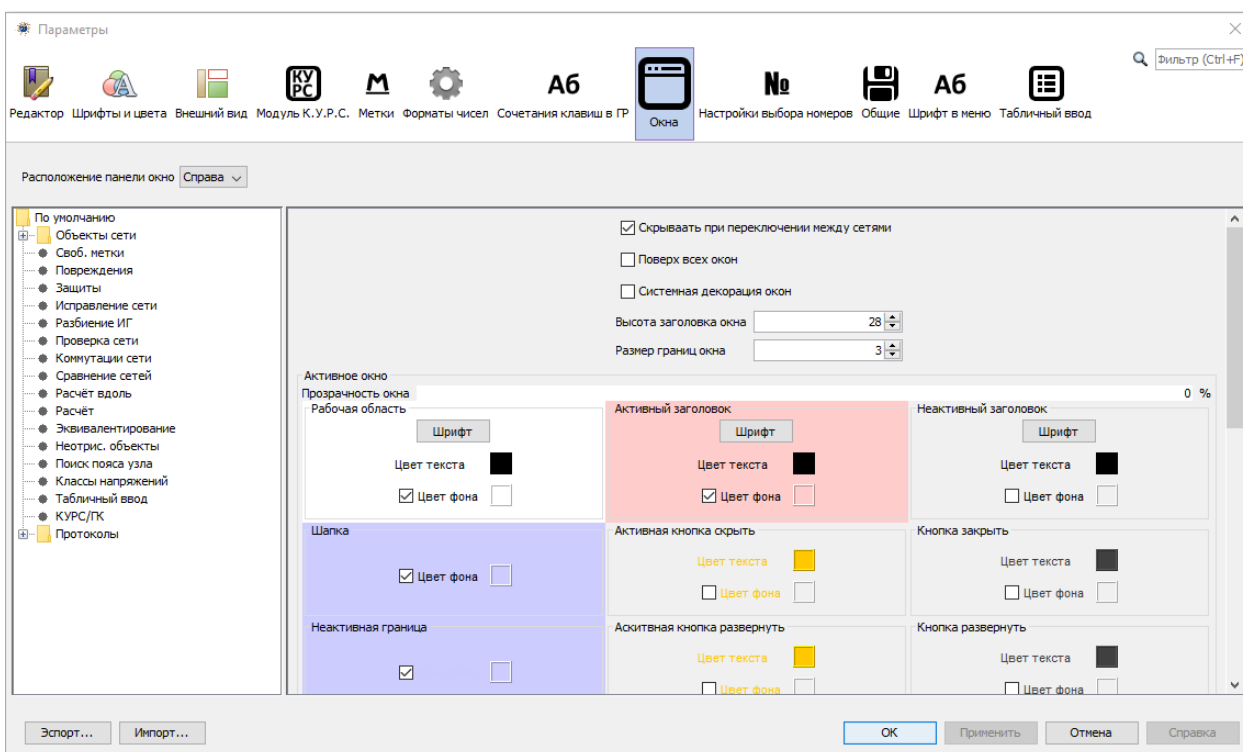 Параметры
Фильтр (Ctrl+F)
КУ
РС
М
Аб
№
Аб
Редактор Шрифты и цвета Внешний вид Модуль К.У.Р.С. Метки Форматы чисел Сочетания клавиш в ГР Окна Настройки выбора номеров Общие Шрифт в меню Табличный ввод
Расположение панели окно Справа
По умолчанию
Объекты сети
Своб. метки
Повреждения
Защиты
Исправление сети
Разбиение ИГ
Проверка сети
Коммутации сети
Сравнение сетей
Расчёт вдоль
Расчёт
Эквивалентирование
Неотрис. объекты
Поиск пояса узла
Классы напряжений
Табличный ввод
КУРС/ГК
Протоколы
Скрываать при переключении между сетями
Поверх всех окон
Системная декорация окон
Высота заголовка окна 28
Размер границ окна 3
Активное окно
Прозрачность окна 0 %
Рабочая область Активный заголовок Неактивный заголовок
Шрифт Шрифт Шрифт
Цвет текста Цвет текста Цвет текста
Цвет фона Цвет фона Цвет фона
Шапка Активная кнопка скрыть Кнопка закрыть
Цвет текста Цвет текста
Цвет фона Цвет фона Цвет фона
Неактивная граница Аскитвная кнопка развернуть Кнопка развернуть
Цвет текста Цвет текста
Цвет фона Цвет фона
Эспорт... Импорт... ОК Применить Отмена Справка